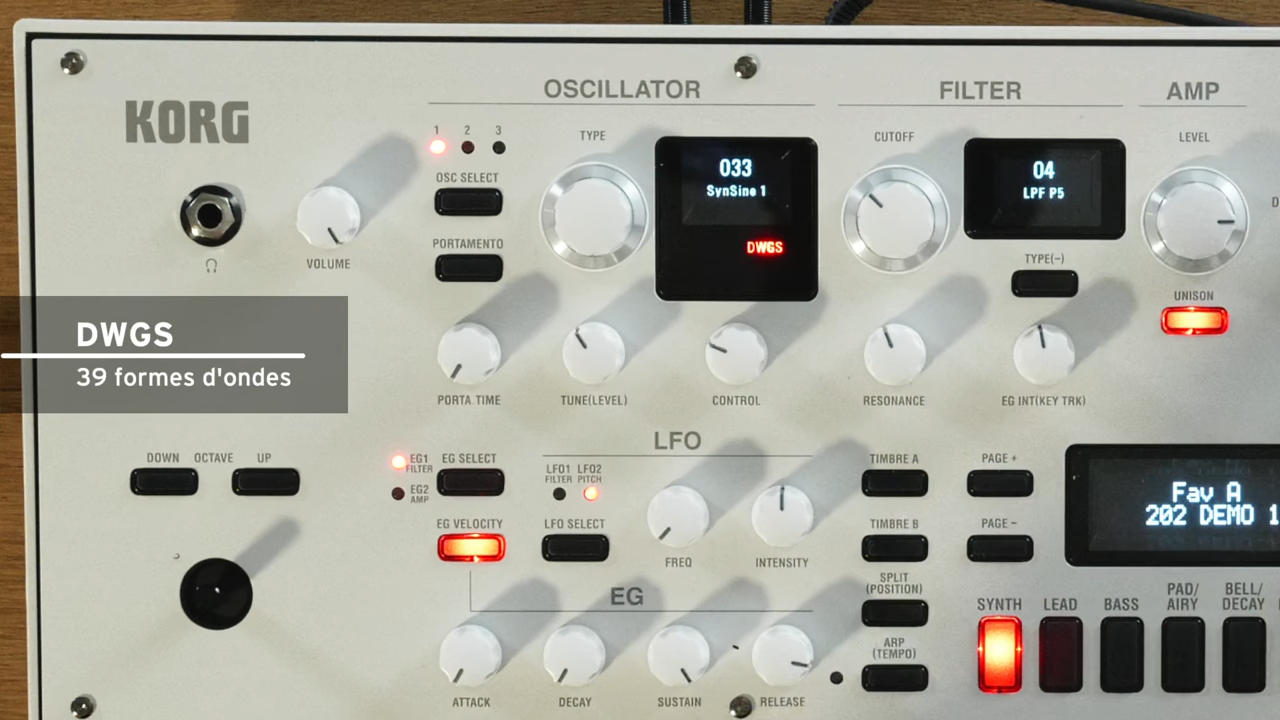 KORG
OSCILLATOR
FILTER
AMP
1 2 3
TYPE
CUTOFF
LEVEL
OSC SELECT
033
SynSine 1
DWGS
04
LPF P5
PORTAMENTO
VOLUME
TYPE(−)
UNISON
DWGS
39 formes d'ondes
PORTA TIME
TUNE(LEVEL)
CONTROL
RESONANCE
EG INT(KEY TRK)
DOWN OCTAVE UP
LFO
EG1
FILTER
EG SELECT
EG2
AMP
LFO1
FILTER
LFO2
PITCH
TIMBRE A
PAGE +
EG VELOCITY
LFO SELECT
FREQ
INTENSITY
TIMBRE B
PAGE −
Fav A
202 DEMO 1
EG
SPLIT
(POSITION)
ARP
(TEMPO)
SYNTH
LEAD
BASS
PAD/
AIRY
BELL/
DECAY
ATTACK
DECAY
SUSTAIN
RELEASE